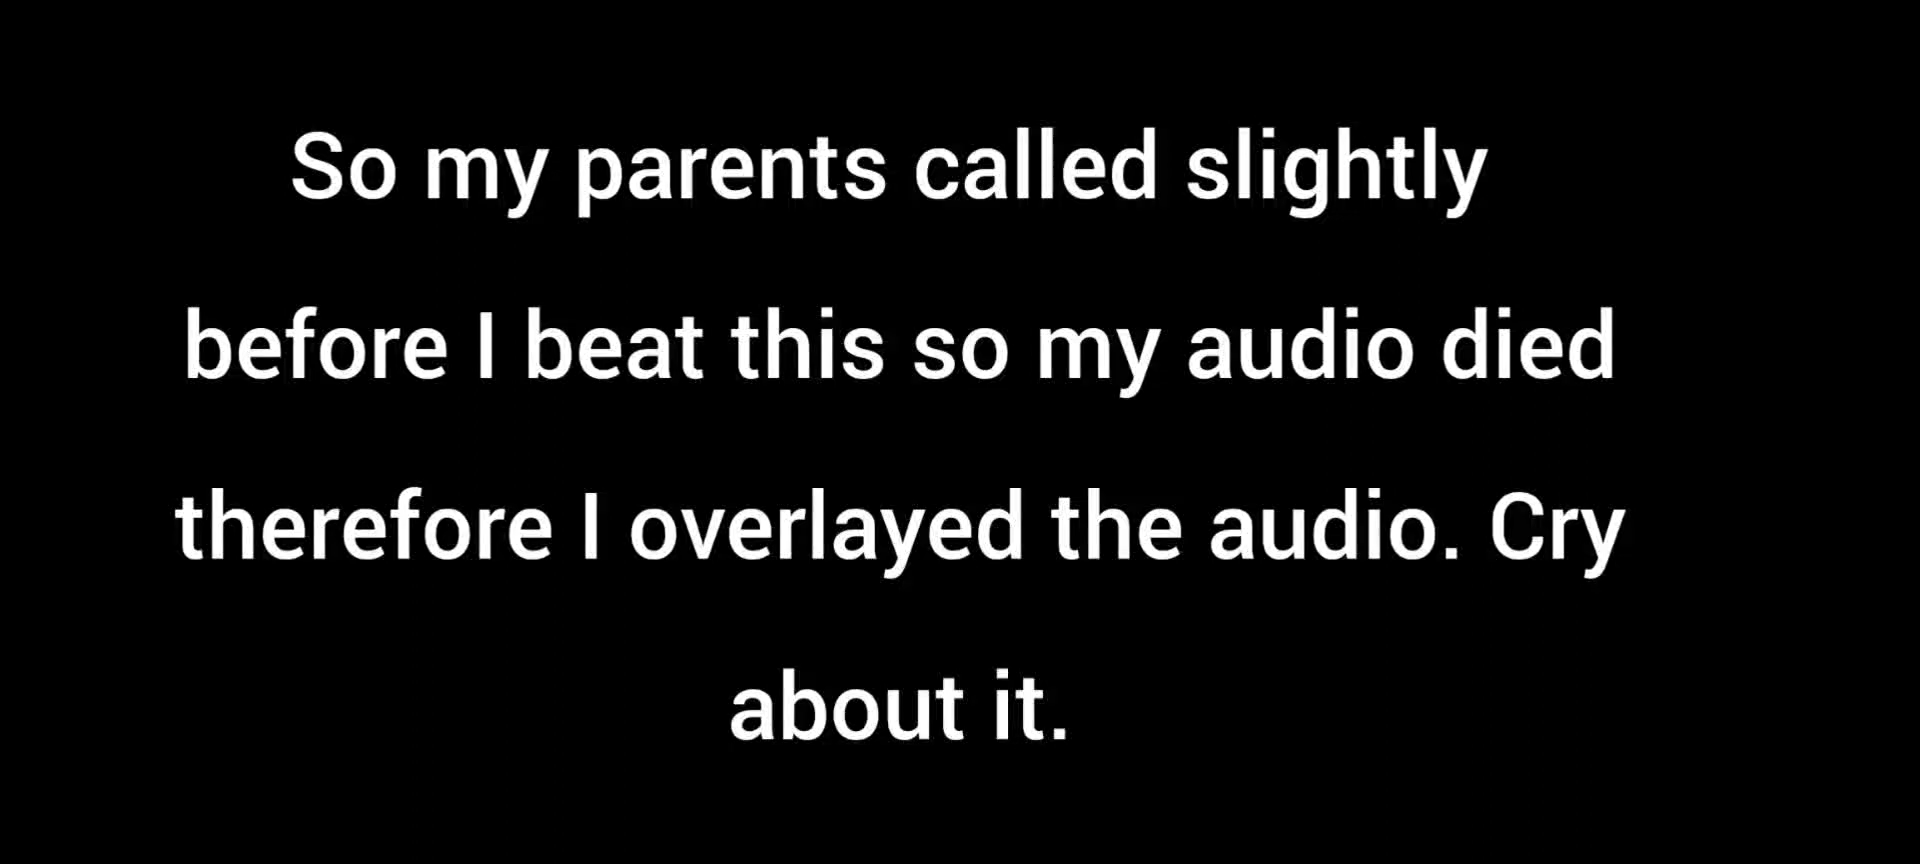 So my parents called slightly
before I beat this so my audio died
therefore I overlayed the audio. Cry
about it.